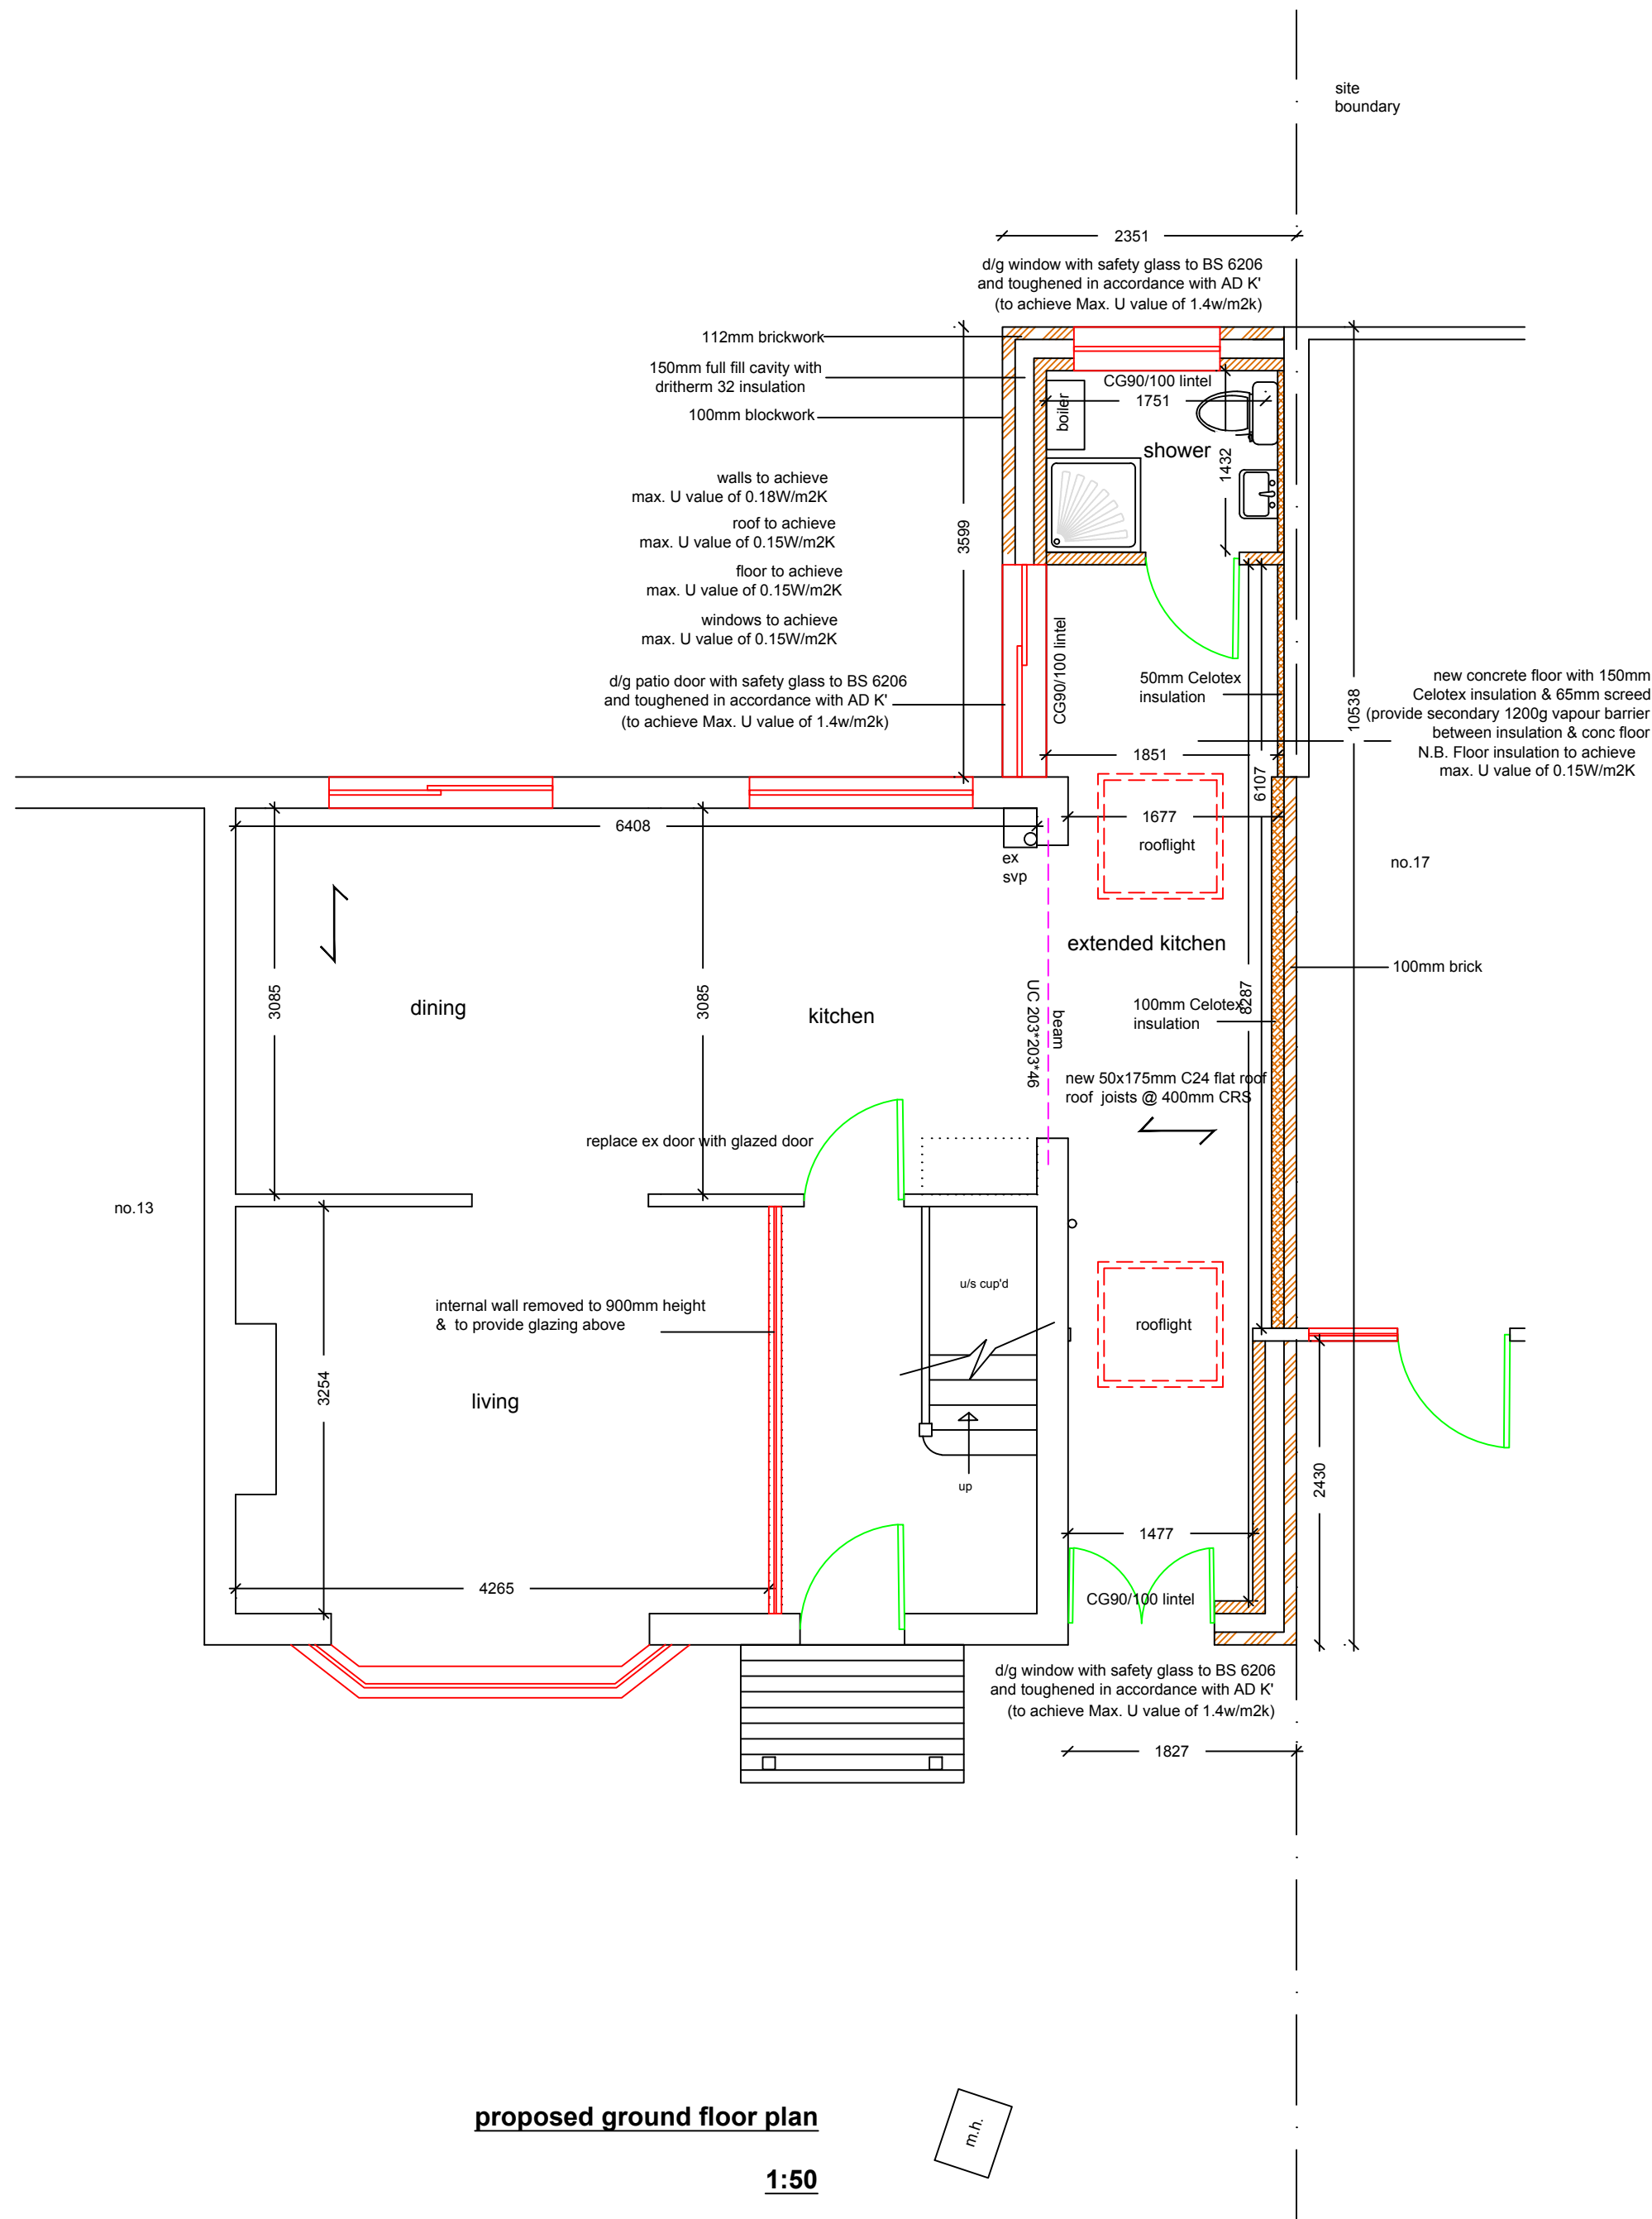 site
boundary
2351
d/g window with safety glass to BS 6206
and toughened in accordance with AD K'
(to achieve Max. U value of 1.4w/m2k)
112mm brickwork
150mm full fill cavity with
dritherm 32 insulation
100mm blockwork
CG90/100 lintel
1751
boiler
shower
1432
walls to achieve
max. U value of 0.18W/m2K
roof to achieve
max. U value of 0.15W/m2K
floor to achieve
max. U value of 0.15W/m2K
windows to achieve
max. U value of 0.15W/m2K
3599
d/g patio door with safety glass to BS 6206
and toughened in accordance with AD K'
(to achieve Max. U value of 1.4w/m2k)
CG90/100 lintel
50mm Celotex
insulation
10538
new concrete floor with 150mm
Celotex insulation & 65mm screed
(provide secondary 1200g vapour barrier
between insulation & conc floor
N.B. Floor insulation to achieve
max. U value of 0.15W/m2K
1851
6107
6408
1677
rooflight
ex
svp
no.17
extended kitchen
100mm brick
3085
dining
3085
kitchen
UC 203*203*46
beam
8287
100mm Celotex
insulation
new 50x175mm C24 flat roof
roof joists @ 400mm CRS
replace ex door with glazed door
no.13
u/s cup'd
internal wall removed to 900mm height
& to provide glazing above
rooflight
3254
living
up
2430
1477
4265
CG90/100 lintel
d/g window with safety glass to BS 6206
and toughened in accordance with AD K'
(to achieve Max. U value of 1.4w/m2k)
1827
proposed ground floor plan
m.h.
1:50